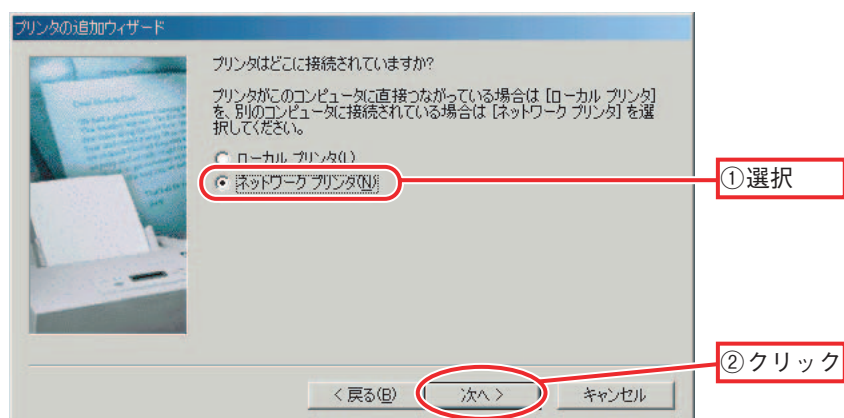 プリンタの追加ウィザード
プリンタはどこに接続されていますか?
プリンタがこのコンピュータに直接つながっている場合は [ローカル プリンタ]
を、別のコンピュータに接続されている場合は [ネットワーク プリンタ] を選
択してください。
ローカル プリンタ(L)
ネットワーク プリンタ(N)
①選択
②クリック
< 戻る(B)
次へ >
キャンセル